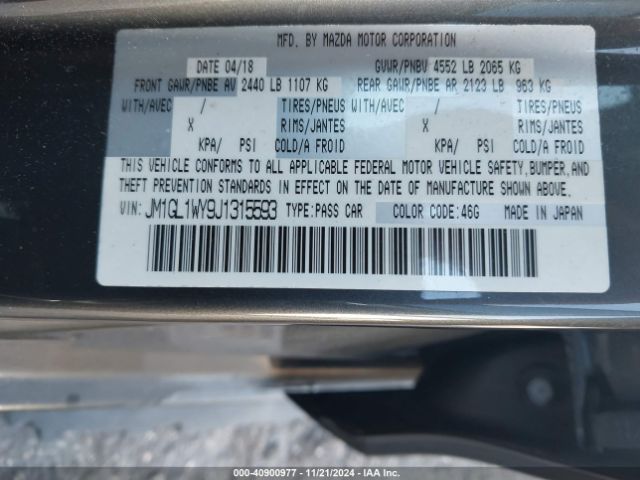 MFD. BY MAZDA MOTOR CORPORATION
DATE 04/18 GVWR/PNBV 4552 LB 2065 KG
FRONT GAWR/PNBE AV 2440 LB 1107 KG REAR GAWR/PNBE AR 2123 LB 963 KG
WITH/AVEC / TIRES/PNEUS WITH/AVEC / TIRES/PNEUS
X RIMS/JANTES X RIMS/JANTES
KPA/ PSI COLD/A FROID KPA/ PSI COLD/A FROID
THIS VEHICLE CONFORMS TO ALL APPLICABLE FEDERAL MOTOR VEHICLE SAFETY, BUMPER, AND
THEFT PREVENTION STANDARDS IN EFFECT ON THE DATE OF MANUFACTURE SHOWN ABOVE.
VIN: JM1GL1WY9J1315593 TYPE: PASS CAR COLOR CODE: 46G MADE IN JAPAN
000-40900977 - 11/21/2024 - IAA Inc.